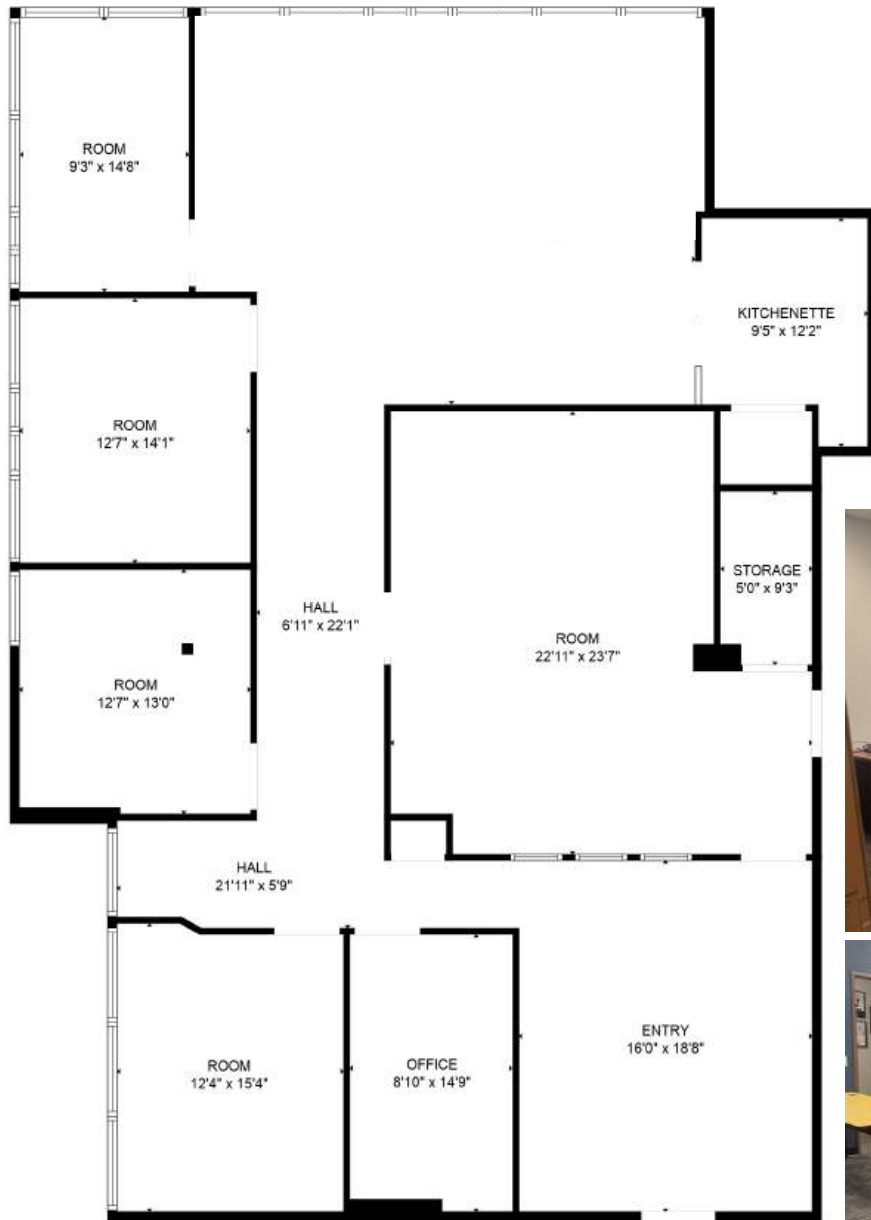 ROOM
9'3" x 14'8"
KITCHENETTE
9'5" x 12'2"
ROOM
12'7" x 14'1"
STORAGE
5'0" x 9'3"
HALL
6'11" x 22'1"
ROOM
22'11" x 23'7"
ROOM
12'7" x 13'0"
HALL
21'11" x 5'9"
ENTRY
16'0" x 18'8"
ROOM
12'4" x 15'4"
OFFICE
8'10" x 14'9"